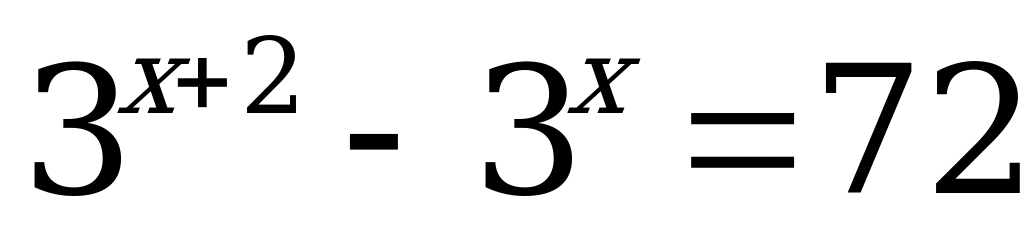 3^{x+2} - 3^x = 72